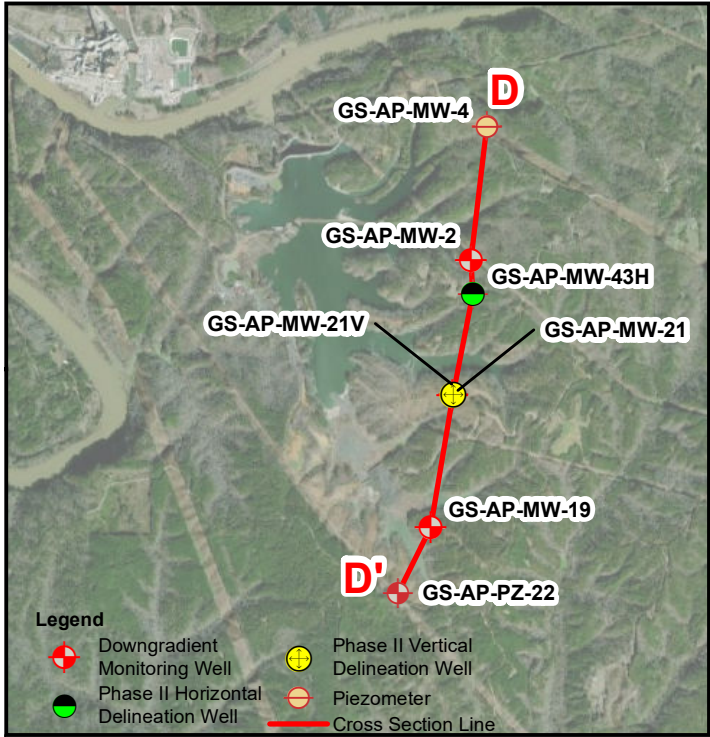 D
GS-AP-MW-4
GS-AP-MW-2
GS-AP-MW-43H
GS-AP-MW-21V
GS-AP-MW-21
GS-AP-MW-19
D'
GS-AP-PZ-22
Legend
Downgradient
Monitoring Well
Phase II Horizontal
Delineation Well
Phase II Vertical
Delineation Well
Piezometer
Cross Section Line